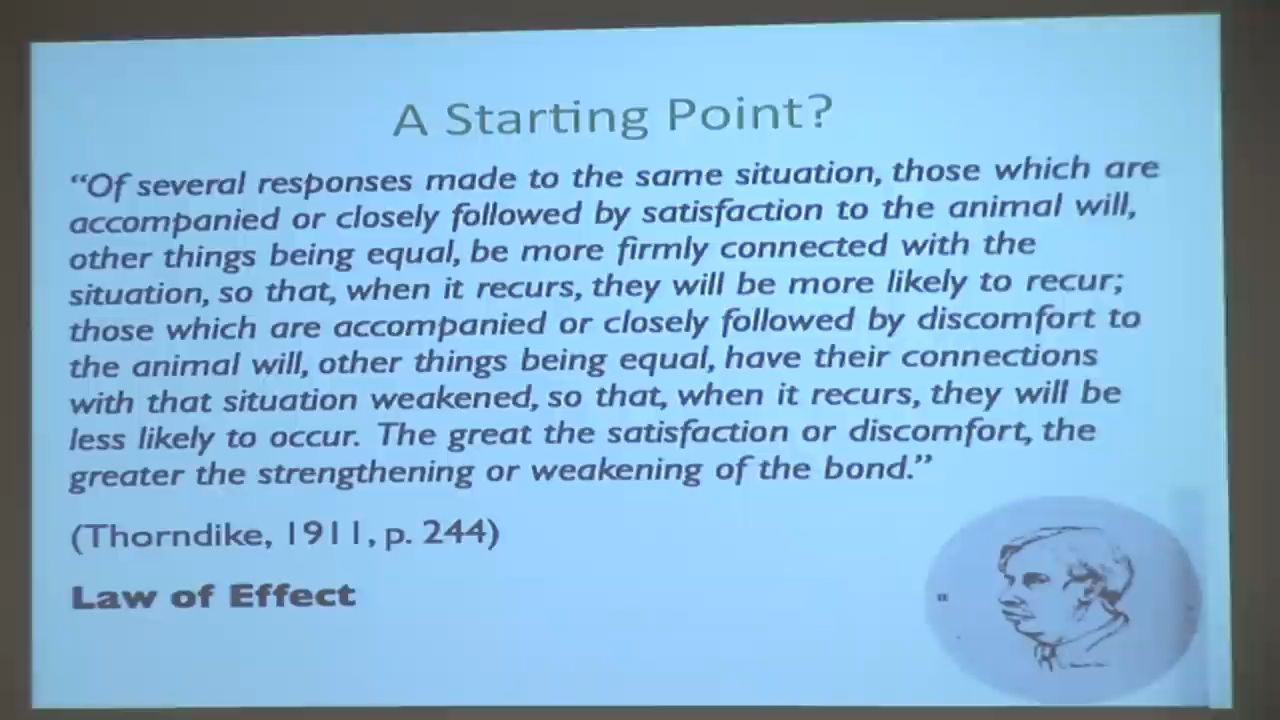 A Starting Point?
“Of several responses made to the same situation, those which are
accompanied or closely followed by satisfaction to the animal will,
other things being equal, be more firmly connected with the
situation, so that, when it recurs, they will be more likely to recur;
those which are accompanied or closely followed by discomfort to
the animal will, other things being equal, have their connections
with that situation weakened, so that, when it recurs, they will be
less likely to occur. The great the satisfaction or discomfort, the
greater the strengthening or weakening of the bond.”
(Thorndike, 1911, p. 244)
Law of Effect